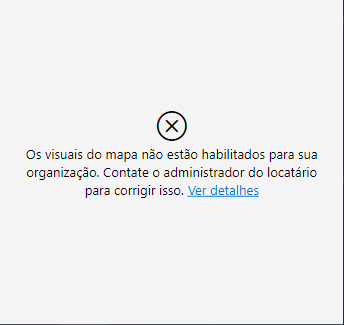 Os visuais do mapa não estão habilitados para sua
organização. Contate o administrador do locatário
para corrigir isso. Ver detalhes